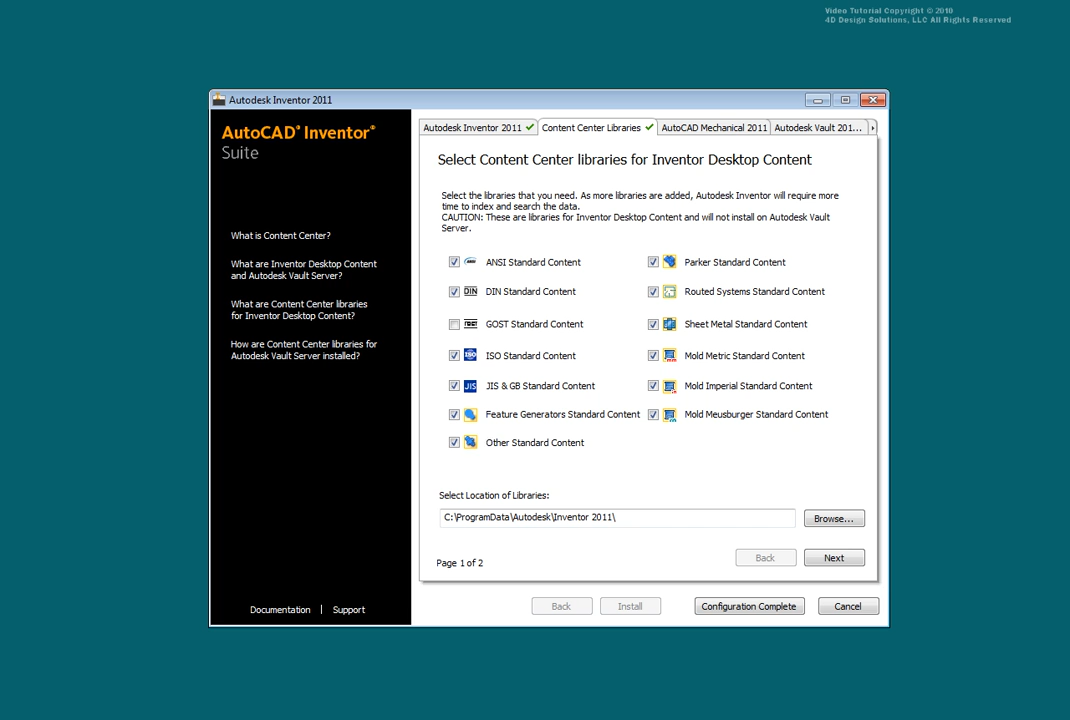 Video Tutorial Copyright © 2010
4D Design Solutions, LLC All Rights Reserved
Autodesk Inventor 2011
AutoCAD® Inventor®
Suite
What is Content Center?
What are Inventor Desktop Content
and Autodesk Vault Server?
What are Content Center libraries
for Inventor Desktop Content?
How are Content Center libraries for
Autodesk Vault Server installed?
Documentation | Support
Autodesk Inventor 2011 Content Center Libraries AutoCAD Mechanical 2011 Autodesk Vault 201...
Select Content Center libraries for Inventor Desktop Content
Select the libraries that you need. As more libraries are added, Autodesk Inventor will require more
time to index and search the data.
CAUTION: These are libraries for Inventor Desktop Content and will not install on Autodesk Vault
Server.
ANSI Standard Content
DIN DIN Standard Content
GOST Standard Content
ISO ISO Standard Content
JIS JIS & GB Standard Content
Feature Generators Standard Content
Other Standard Content
Parker Standard Content
Routed Systems Standard Content
Sheet Metal Standard Content
Mold Metric Standard Content
Mold Imperial Standard Content
Mold Meusburger Standard Content
Select Location of Libraries:
C:\ProgramData\Autodesk\Inventor 2011\ Browse...
Page 1 of 2 Back Next
Back Install Configuration Complete Cancel